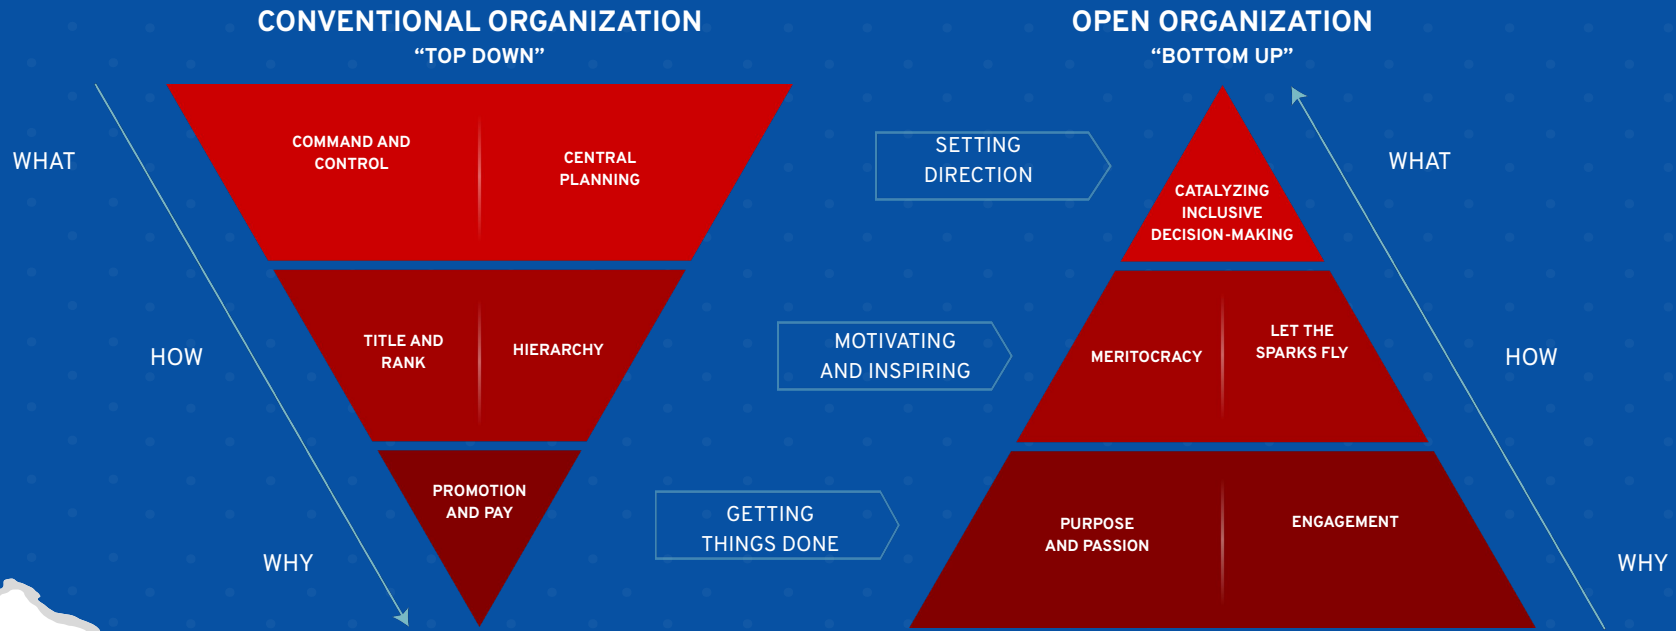 CONVENTIONAL ORGANIZATION
“TOP DOWN”
WHAT
COMMAND AND
CONTROL
CENTRAL
PLANNING
HOW
TITLE AND
RANK
HIERARCHY
WHY
PROMOTION
AND PAY
SETTING
DIRECTION
MOTIVATING
AND INSPIRING
GETTING
THINGS DONE
OPEN ORGANIZATION
“BOTTOM UP”
CATALYZING
INCLUSIVE
DECISION-MAKING
WHAT
MERITOCRACY
LET THE
SPARKS FLY
HOW
PURPOSE
AND PASSION
ENGAGEMENT
WHY